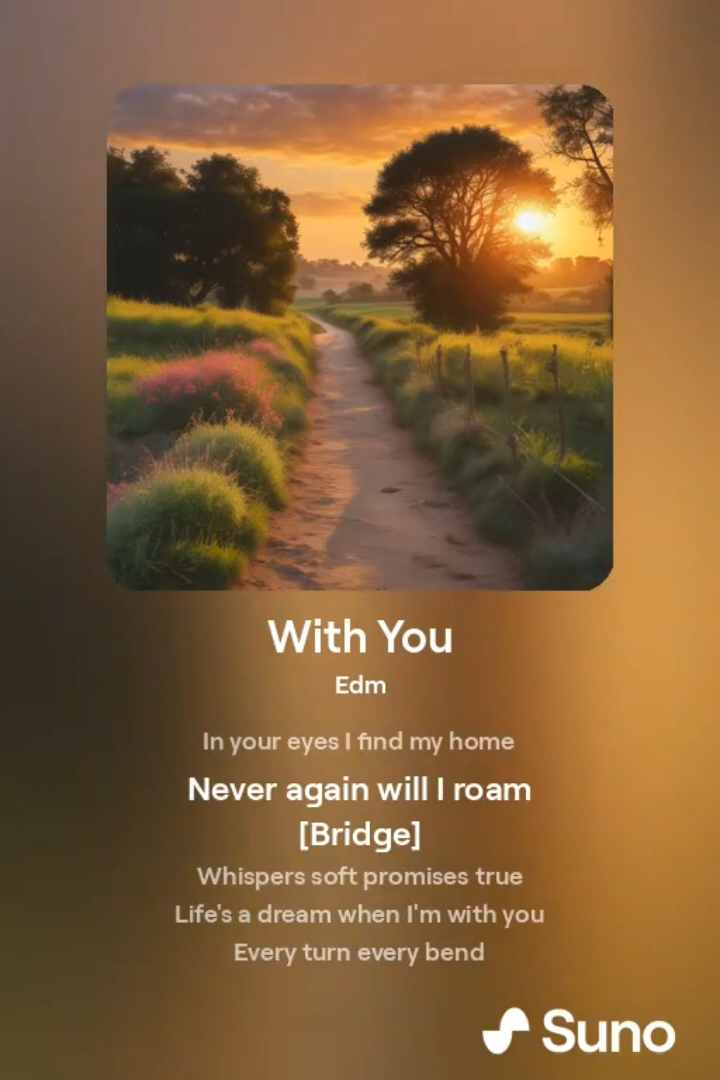 With You
Edm
In your eyes I find my home
Never again will I roam
[Bridge]
Whispers soft promises true
Life's a dream when I'm with you
Every turn every bend
Suno